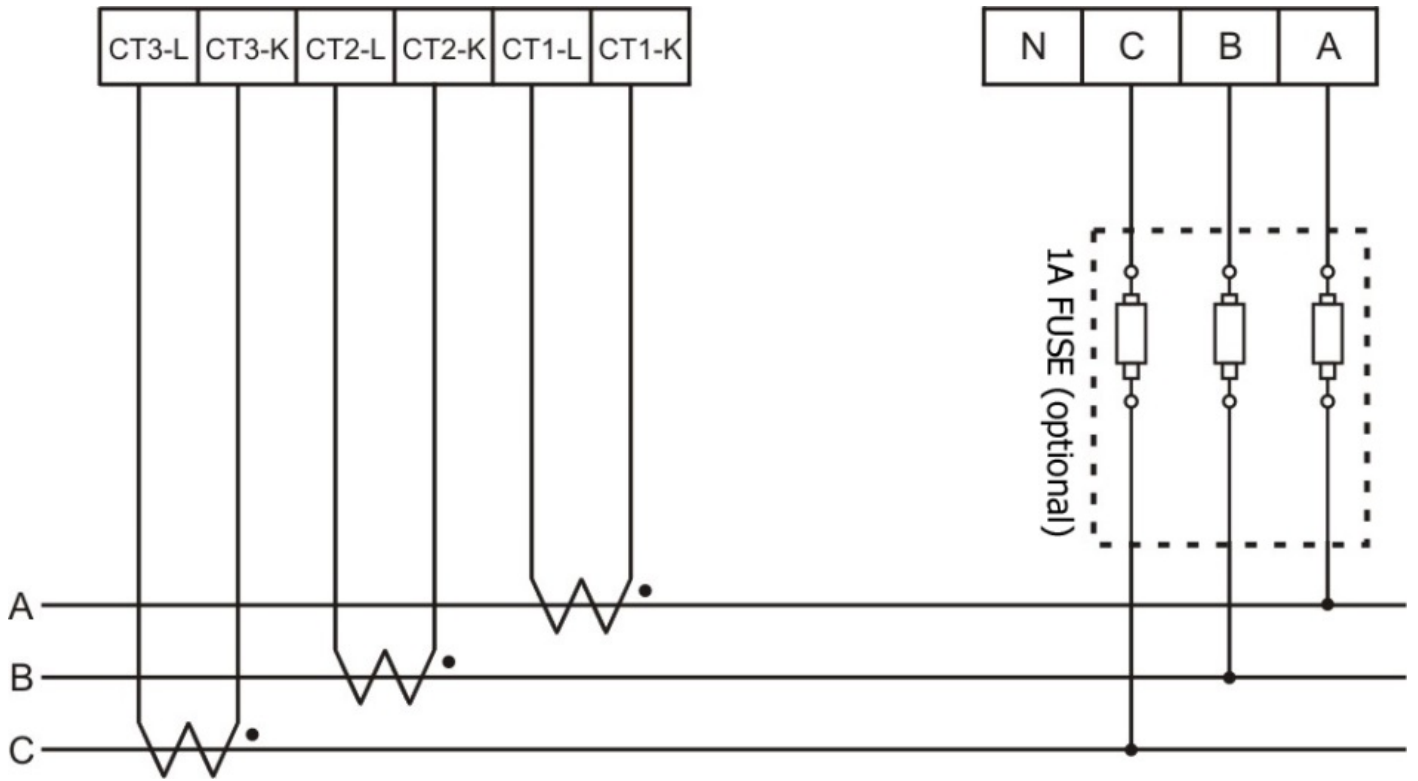 CT3-L CT3-K CT2-L CT2-K CT1-L CT1-K
N C B A
1A FUSE (optional)
A
B
C